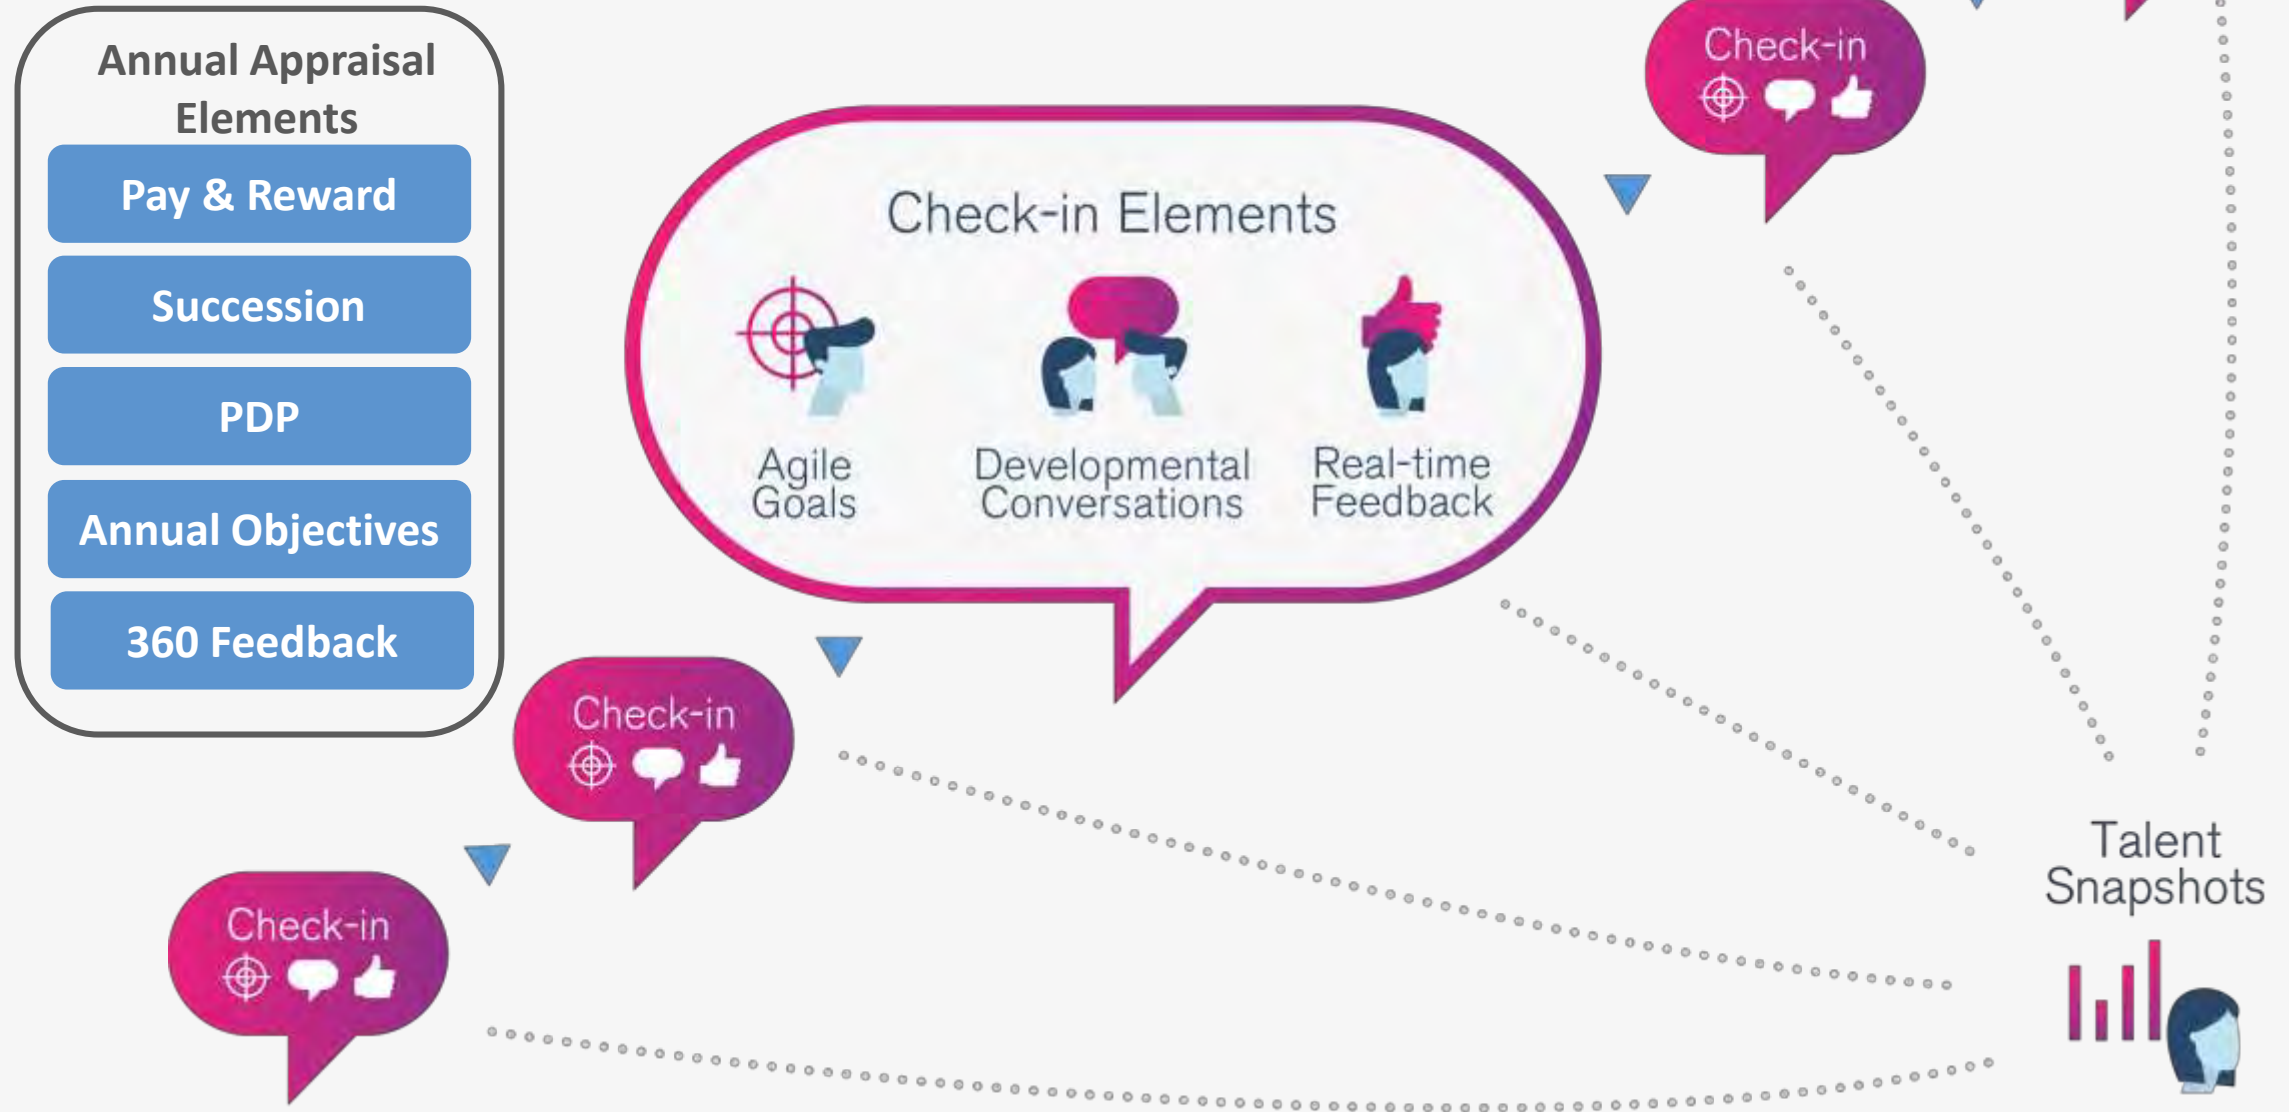 Annual Appraisal
Elements
Pay & Reward
Succession
PDP
Annual Objectives
360 Feedback
Check-in
Check-in Elements
Agile
Goals
Developmental
Conversations
Real-time
Feedback
Check-in
Check-in
Talent
Snapshots